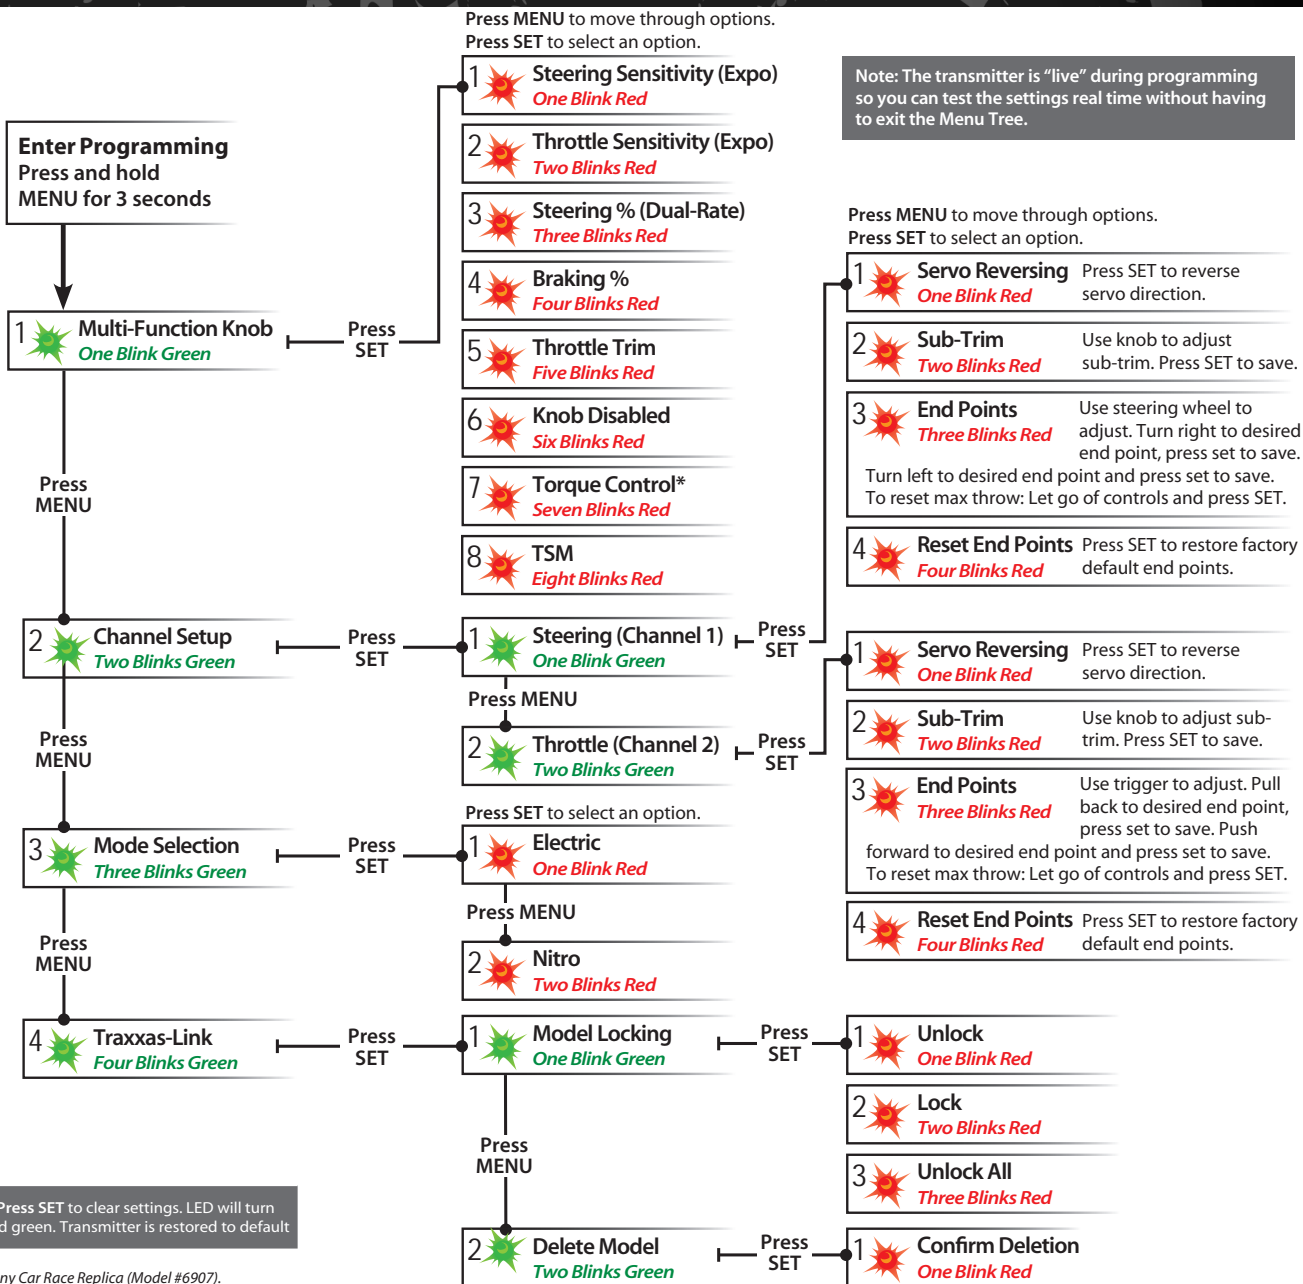 Press MENU to move through options.
Press SET to select an option.
Note: The transmitter is “live” during programming
so you can test the settings real time without having
to exit the Menu Tree.
Enter Programming
Press and hold
MENU for 3 seconds
1 Multi-Function Knob
One Blink Green
Press
SET
1 Steering Sensitivity (Expo)
One Blink Red
2 Throttle Sensitivity (Expo)
Two Blinks Red
3 Steering % (Dual-Rate)
Three Blinks Red
4 Braking %
Four Blinks Red
5 Throttle Trim
Five Blinks Red
6 Knob Disabled
Six Blinks Red
7 Torque Control*
Seven Blinks Red
8 TSM
Eight Blinks Red
Press
MENU
2 Channel Setup
Two Blinks Green
Press
SET
1 Steering (Channel 1)
One Blink Green
Press
SET
Press MENU to move through options.
Press SET to select an option.
1 Servo Reversing Press SET to reverse
One Blink Red servo direction.
2 Sub-Trim Use knob to adjust
Two Blinks Red sub-trim. Press SET to save.
3 End Points Use steering wheel to
Three Blinks Red adjust. Turn right to desired
end point, press set to save.
Turn left to desired end point and press set to save.
To reset max throw: Let go of controls and press SET.
4 Reset End Points Press SET to restore factory
Four Blinks Red default end points.
Press MENU
2 Throttle (Channel 2)
Two Blinks Green
Press
SET
1 Servo Reversing Press SET to reverse
One Blink Red servo direction.
2 Sub-Trim Use knob to adjust sub-
Two Blinks Red trim. Press SET to save.
3 End Points Use trigger to adjust. Pull
Three Blinks Red back to desired end point,
press set to save. Push
forward to desired end point and press set to save.
To reset max throw: Let go of controls and press SET.
4 Reset End Points Press SET to restore factory
Four Blinks Red default end points.
Press
MENU
3 Mode Selection
Three Blinks Green
Press
SET
Press SET to select an option.
1 Electric
One Blink Red
Press MENU
2 Nitro
Two Blinks Red
Press
MENU
4 Traxxas-Link
Four Blinks Green
Press
SET
1 Model Locking
One Blink Green
Press
SET
1 Unlock
One Blink Red
2 Lock
Two Blinks Red
3 Unlock All
Three Blinks Red
Press
MENU
2 Delete Model
Two Blinks Green
Press
SET
1 Confirm Deletion
One Blink Red
Press SET to clear settings. LED will turn
green. Transmitter is restored to default
Car Race Replica (Model #6907).